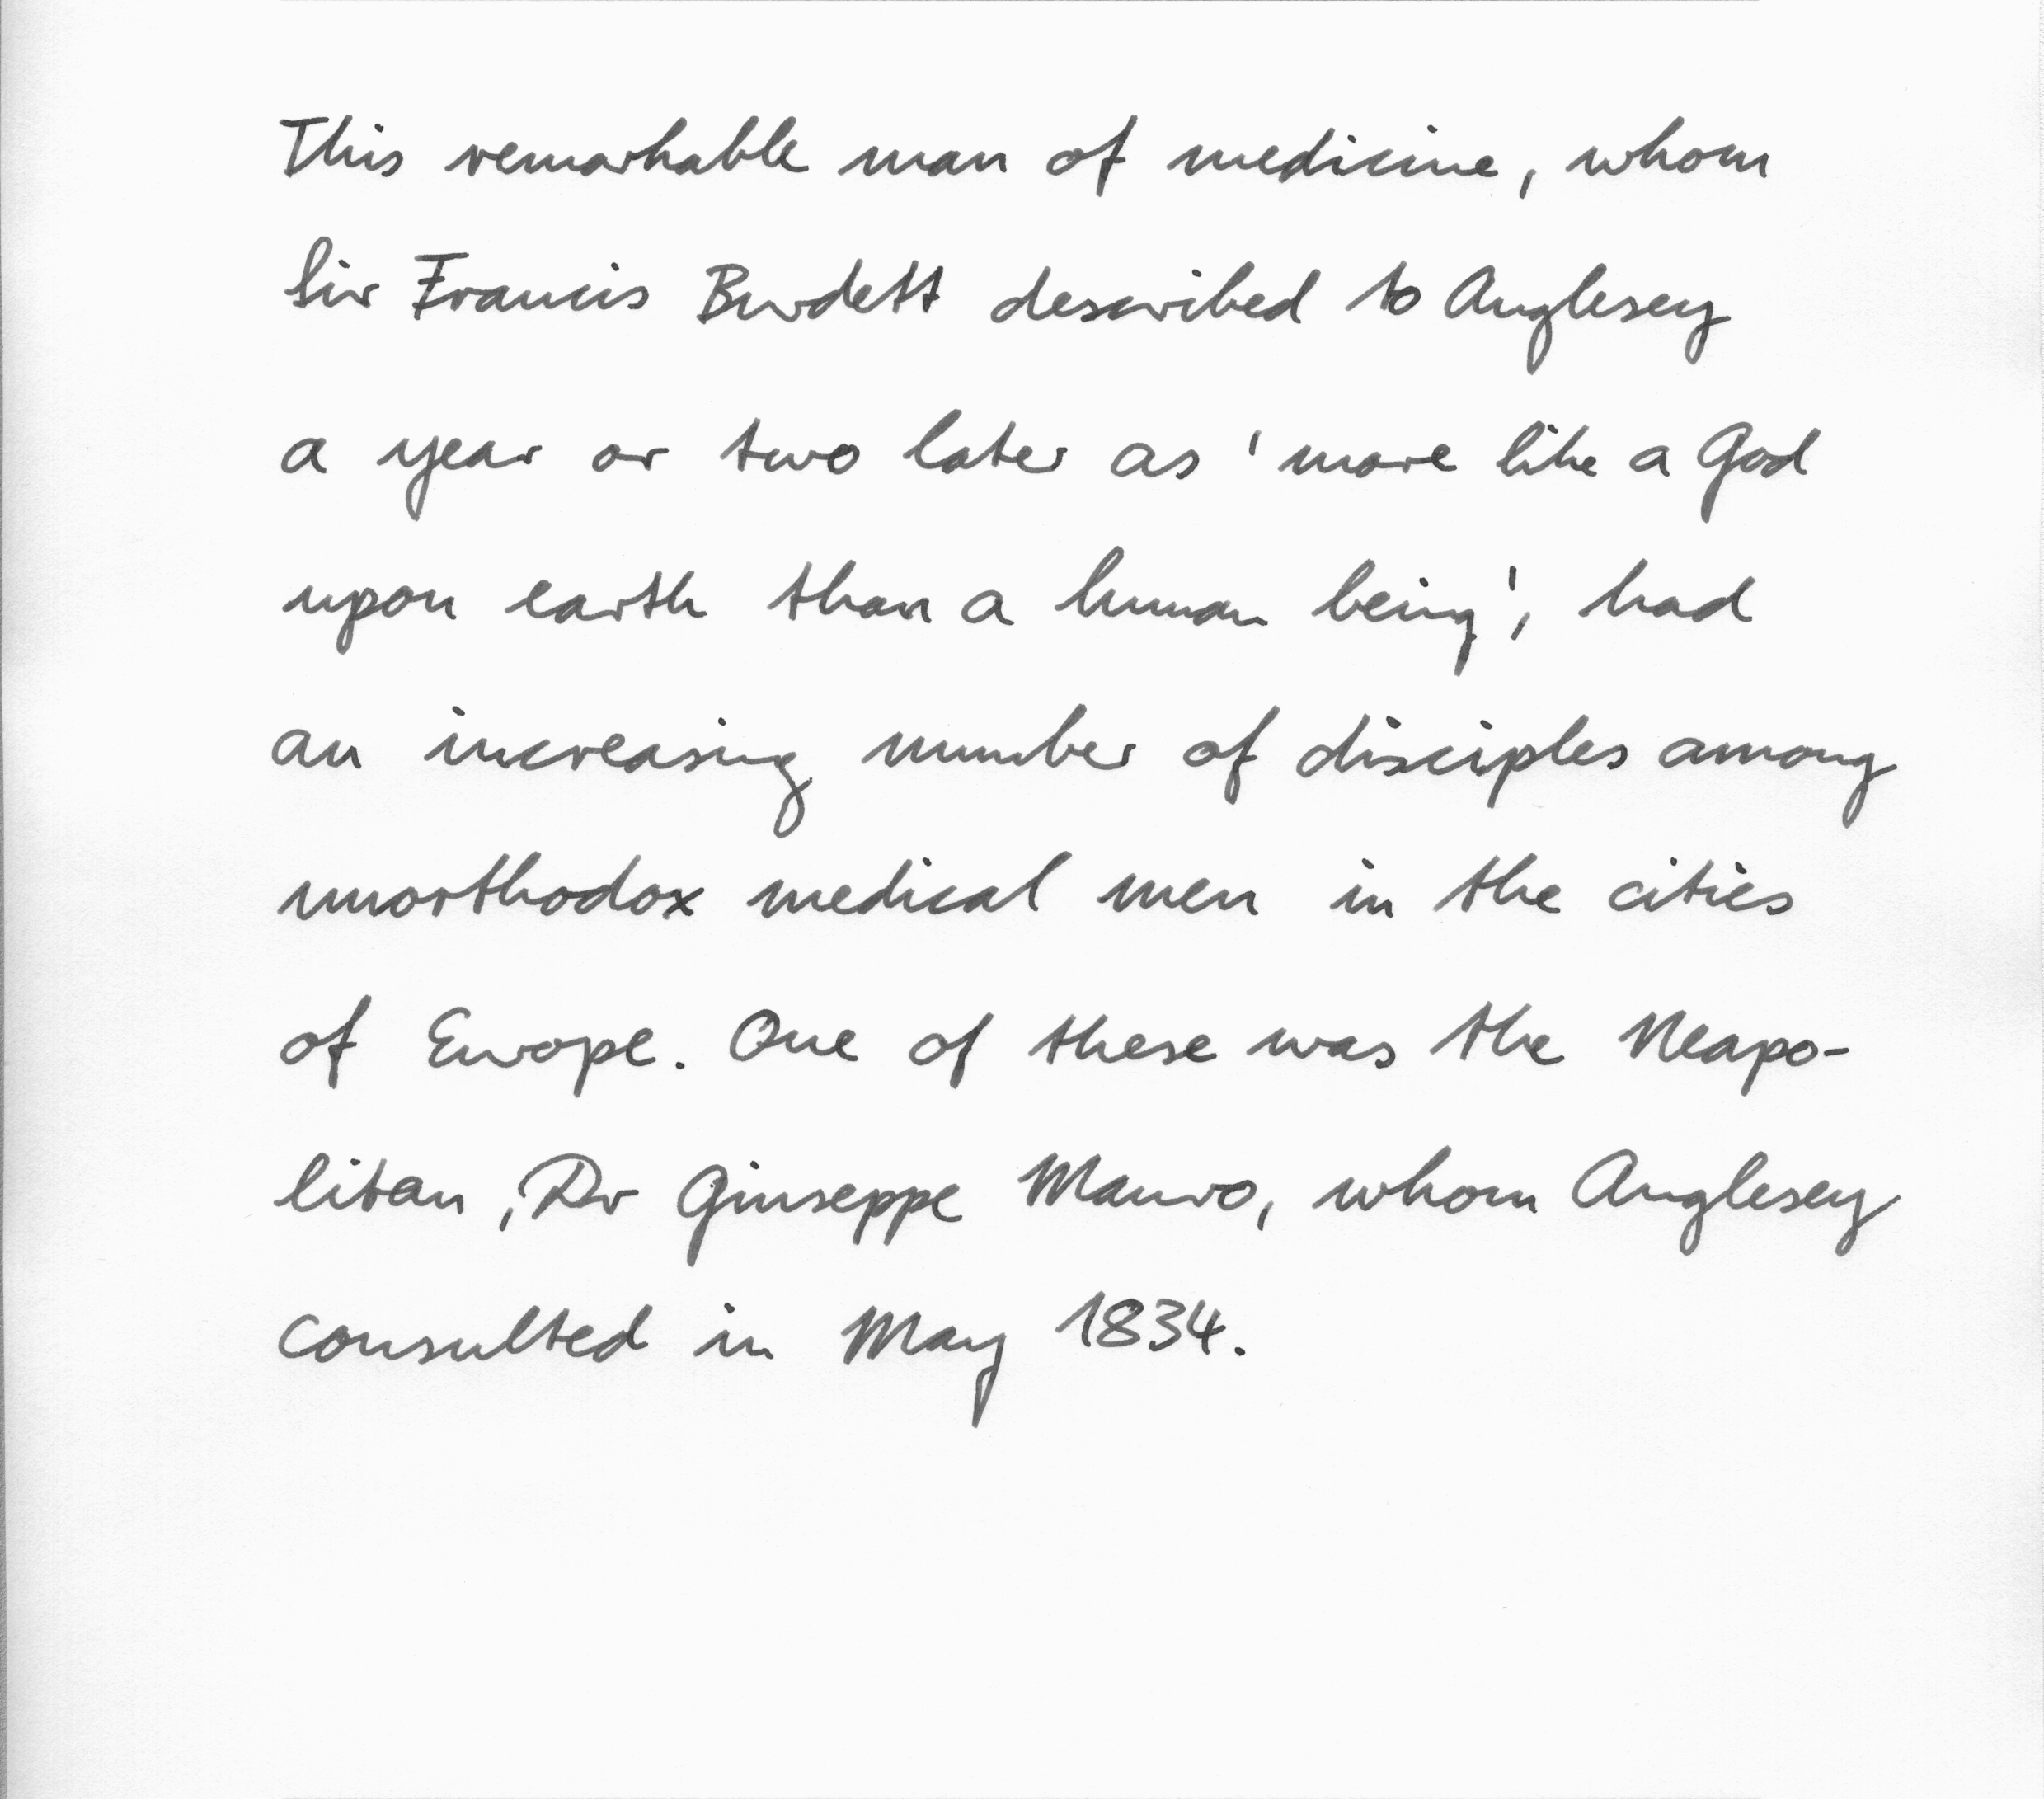 This remarkable man of medicine, whom
Sir Francis Burdett described to Anglesey
a year or two later as 'more like a God
upon earth than a human being', had
an increasing number of disciples among
unorthodox medical men in the cities
of Europe. One of these was the Neapo-
litan, Dr Giuseppe Mauro, whom Anglesey
consulted in May 1834.